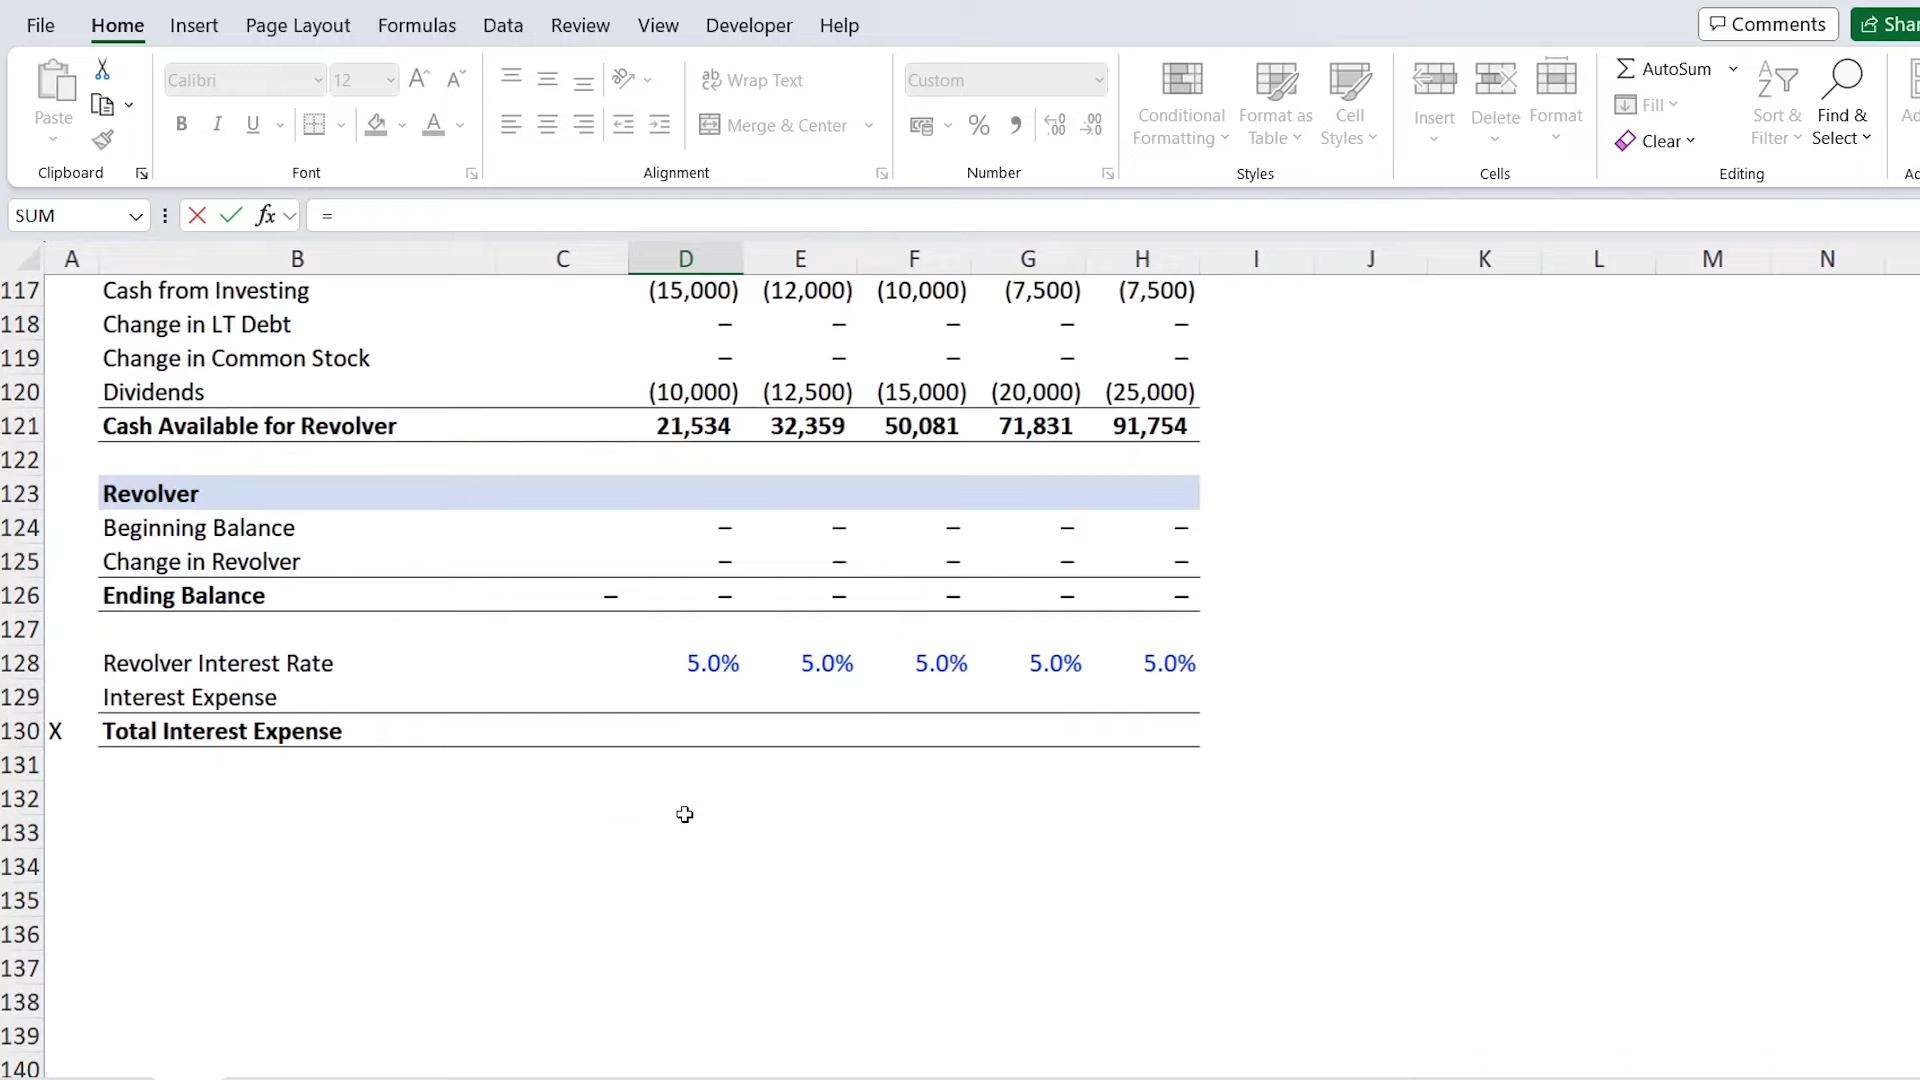 File Home Insert Page Layout Formulas Data Review View Developer Help Comments
Paste Calibri 12 B I U Wrap Text Merge & Center Custom % Conditional Formatting Format as Table Cell Styles Insert Delete Format AutoSum Fill Clear Sort & Filter Find & Select
Clipboard Font Alignment Number Styles Cells Editing
SUM fx =
A B C D E F G H I J K L M N
117 Cash from Investing (15,000) (12,000) (10,000) (7,500) (7,500)
118 Change in LT Debt – – – – –
119 Change in Common Stock – – – – –
120 Dividends (10,000) (12,500) (15,000) (20,000) (25,000)
121 Cash Available for Revolver 21,534 32,359 50,081 71,831 91,754
122
123 Revolver
124 Beginning Balance – – – – –
125 Change in Revolver – – – – –
126 Ending Balance – – – – – –
127
128 Revolver Interest Rate 5.0% 5.0% 5.0% 5.0% 5.0%
129 Interest Expense
130 X Total Interest Expense
131
132
133
134
135
136
137
138
139
140